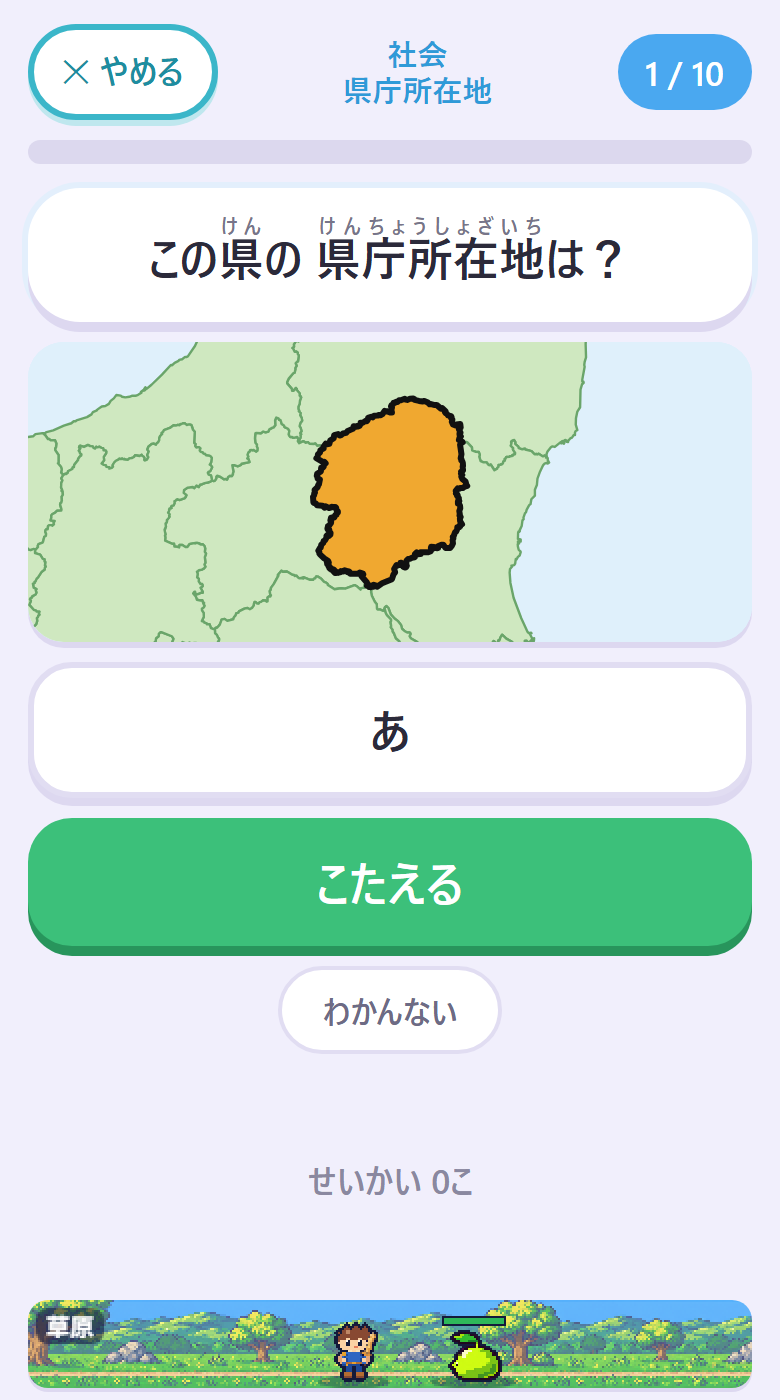 × やめる
社会
県庁所在地
1 / 10
けん けんちょうしょざいち
この県の 県庁所在地は？
あ
こたえる
わかんない
せいかい 0こ
草原